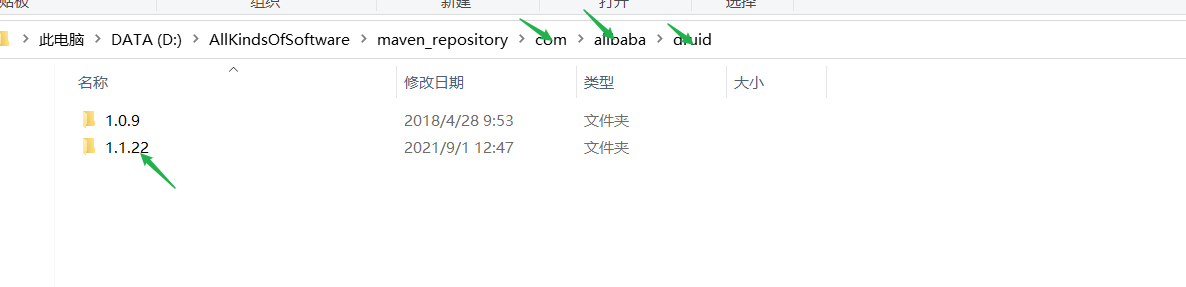 贴板 组织 新建 打开 选择
此电脑 > DATA (D:) > AllKindsOfSoftware > maven_repository > com > alibaba > druid
名称 修改日期 类型 大小
1.0.9 2018/4/28 9:53 文件夹
1.1.22 2021/9/1 12:47 文件夹